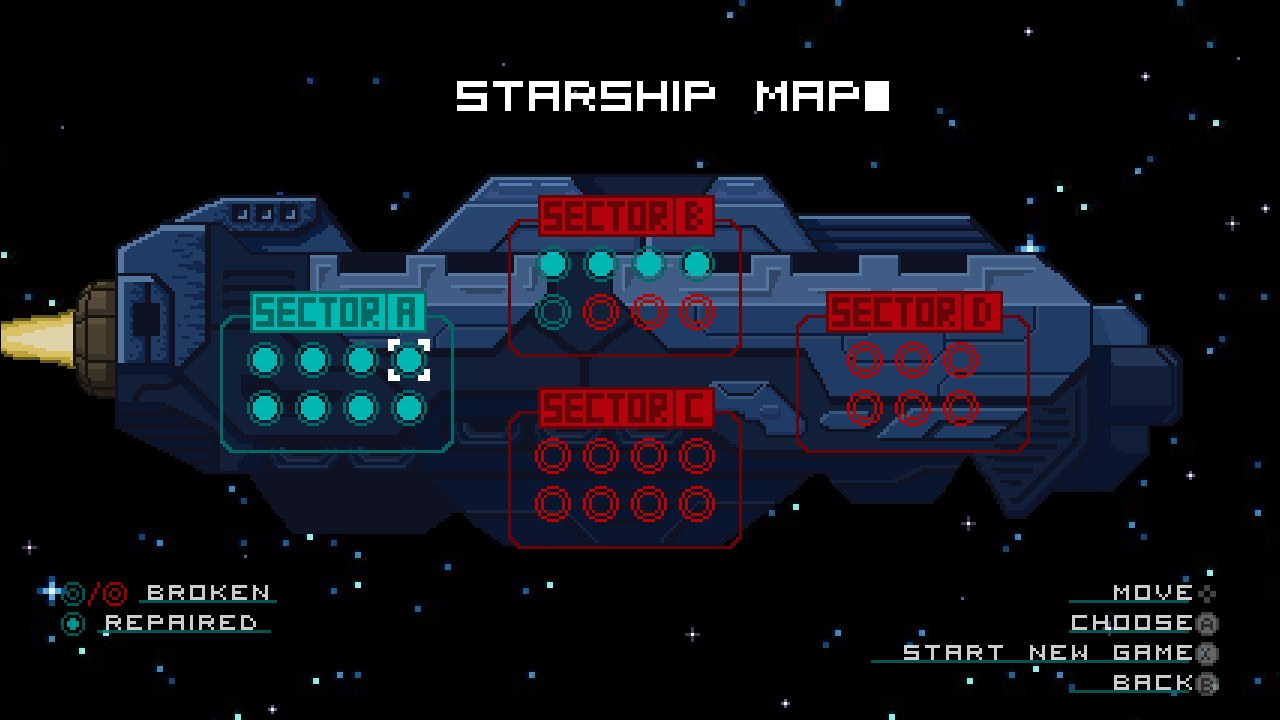 STARSHIP MAP
SECTOR B
SECTOR A
SECTOR D
SECTOR C
/ BROKEN
REPAIRED
MOVE
CHOOSE A
START NEW GAME X
BACK B